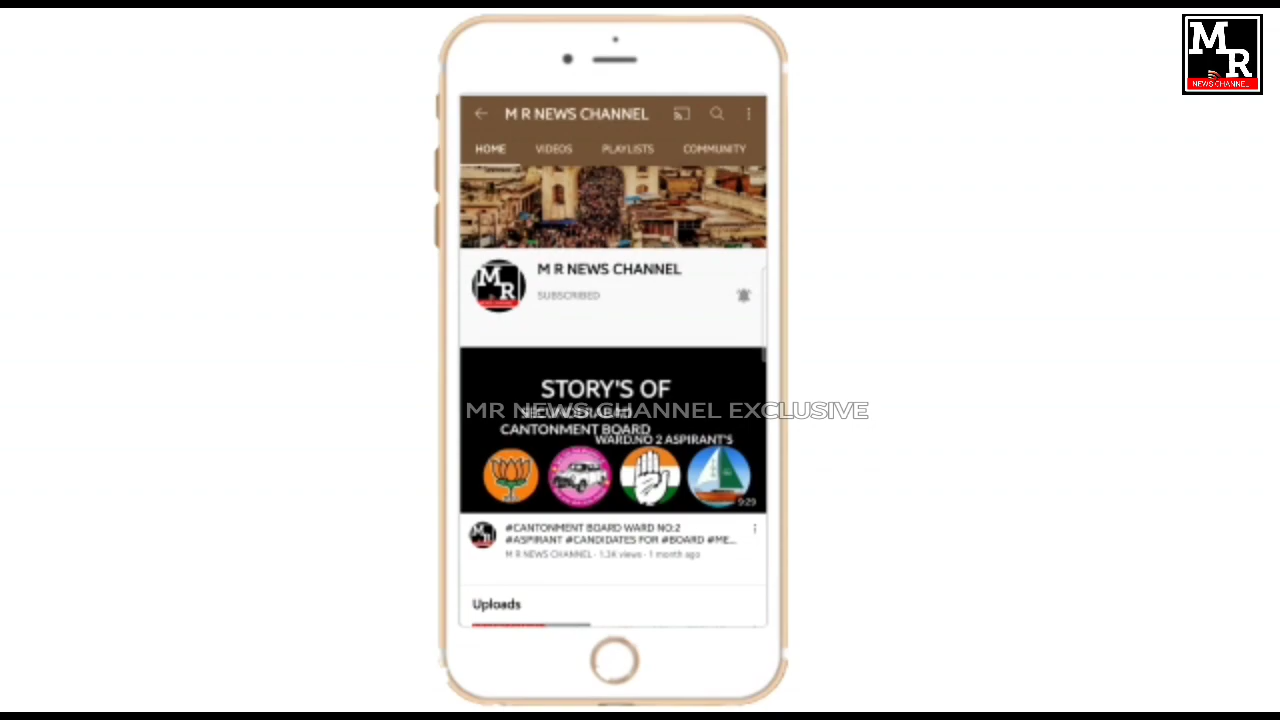 M
R
NEWS CHANNEL
M R NEWS CHANNEL
HOME VIDEOS PLAYLISTS COMMUNITY
M R
M R NEWS CHANNEL
SUBSCRIBED
STORY'S OF
SECUNDERABAD
MR NEWS CHANNEL EXCLUSIVE
CANTONMENT BOARD
WARD.NO 2 ASPIRANT'S
9:29
M R
#CANTONMENT BOARD WARD NO:2
#ASPIRANT #CANDIDATES FOR #BOARD #ME...
M R NEWS CHANNEL · 1.3K views · 1 month ago
Uploads